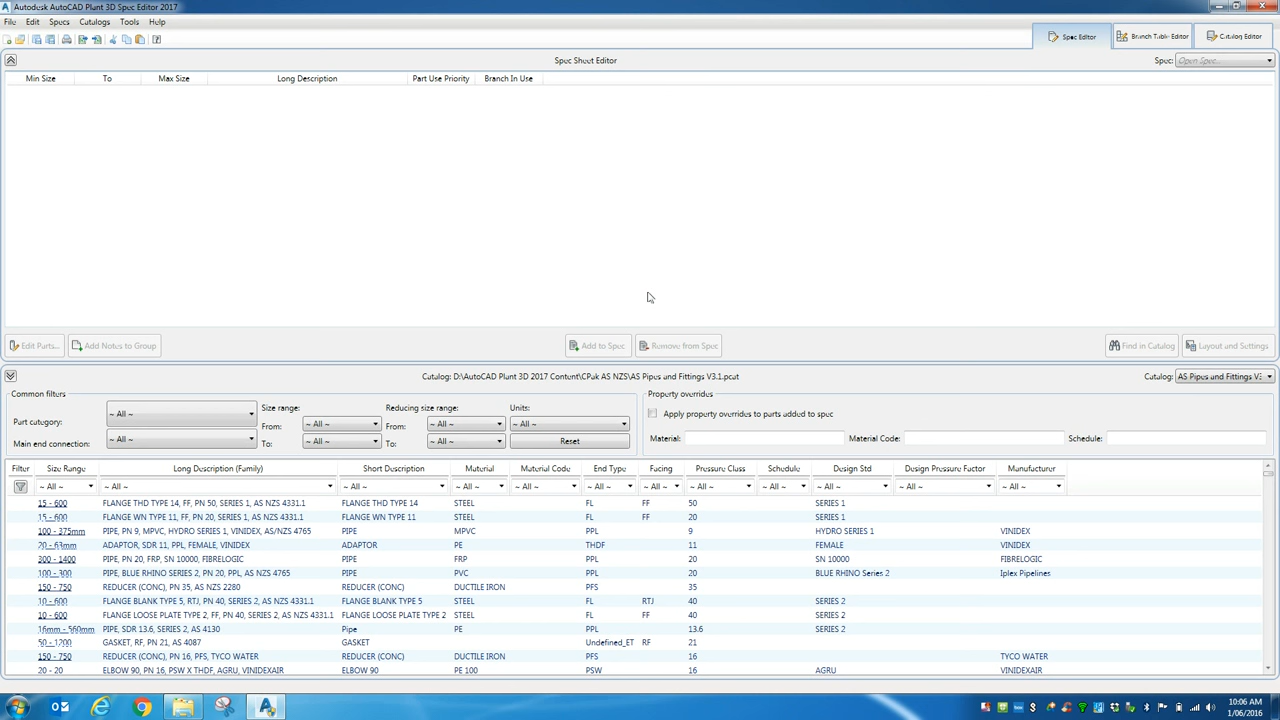 Autodesk AutoCAD Plant 3D Spec Editor 2017
File Edit Specs Catalogs Tools Help
Spec Editor Branch Table Editor Catalog Editor
Spec Sheet Editor Spec: Open Spec...
Min Size To Max Size Long Description Part Use Priority Branch In Use
Edit Parts... Add Notes to Group Add to Spec Remove from Spec Find in Catalog Layout and Settings
Catalog: D:\AutoCAD Plant 3D 2017 Content\CPak AS NZS\AS Pipes and Fittings V3.1.pcat Catalog: AS Pipes and Fittings V3
Common filters Property overrides
Part category: ~ All ~ Size range: Reducing size range: Units: Apply property overrides to parts added to spec
From: ~ All ~ From: ~ All ~ ~ All ~
Main end connection: ~ All ~ To: ~ All ~ To: ~ All ~ Reset Material: Material Code: Schedule:
Filter Size Range Long Description (Family) Short Description Material Material Code End Type Facing Pressure Class Schedule Design Std Design Pressure Factor Manufacturer
~ All ~ ~ All ~ ~ All ~ ~ All ~ ~ All ~ ~ All ~ ~ All ~ ~ All ~ ~ All ~ ~ All ~ ~ All ~ ~ All ~
15 - 600 FLANGE THD TYPE 14, FF, PN 50, SERIES 1, AS NZS 4331.1 FLANGE THD TYPE 14 STEEL FL FF 50 SERIES 1
15 - 600 FLANGE WN TYPE 11, FF, PN 20, SERIES 1, AS NZS 4331.1 FLANGE WN TYPE 11 STEEL FL FF 20 SERIES 1
100 - 375mm PIPE, PN 9, MPVC, HYDRO SERIES 1, VINIDEX, AS/NZS 4765 PIPE MPVC PPL 9 HYDRO SERIES 1 VINIDEX
20 - 63mm ADAPTOR, SDR 11, PPL, FEMALE, VINIDEX ADAPTOR PE THDF 11 FEMALE VINIDEX
300 - 1400 PIPE, PN 20, FRP, SN 10000, FIBRELOGIC PIPE FRP PPL 20 SN 10000 FIBRELOGIC
100 - 300 PIPE, BLUE RHINO SERIES 2, PN 20, PPL, AS NZS 4765 PIPE PVC PPL 20 BLUE RHINO Series 2 Iplex Pipelines
150 - 750 REDUCER (CONC), PN 35, AS NZS 2280 REDUCER (CONC) DUCTILE IRON PFS 35
10 - 600 FLANGE BLANK TYPE 5, RTJ, PN 40, SERIES 2, AS NZS 4331.1 FLANGE BLANK TYPE 5 STEEL FL RTJ 40 SERIES 2
10 - 600 FLANGE LOOSE PLATE TYPE 2, FF, PN 40, SERIES 2, AS NZS 4331.1 FLANGE LOOSE PLATE TYPE 2 STEEL FL FF 40 SERIES 2
16mm - 560mm PIPE, SDR 13.6, SERIES 2, AS 4130 Pipe PE PPL 13.6 SERIES 2
50 - 1200 GASKET, RF, PN 21, AS 4087 GASKET Undefined_ET RF 21
150 - 750 REDUCER (CONC), PN 16, PFS, TYCO WATER REDUCER (CONC) DUCTILE IRON PFS 16 TYCO WATER
20 - 20 ELBOW 90, PN 16, PSW X THDF, AGRU, VINIDEXAIR ELBOW 90 PE 100 PSW 16 AGRU VINIDEXAIR
10:06 AM
1/06/2016